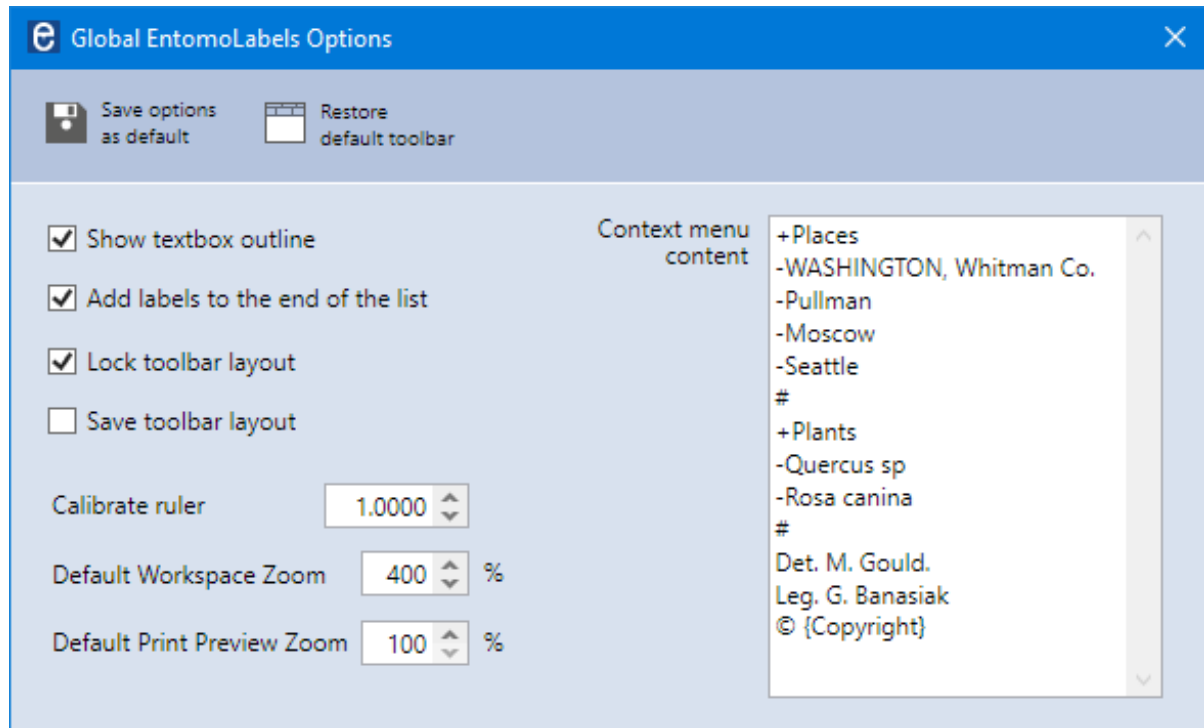 e Global EntomoLabels Options
Save options
as default
Restore
default toolbar
Show textbox outline
Add labels to the end of the list
Lock toolbar layout
Save toolbar layout
Calibrate ruler 1.0000
Default Workspace Zoom 400 %
Default Print Preview Zoom 100 %
Context menu
content
+Places
-WASHINGTON, Whitman Co.
-Pullman
-Moscow
-Seattle
#
+Plants
-Quercus sp
-Rosa canina
#
Det. M. Gould.
Leg. G. Banasiak
© {Copyright}